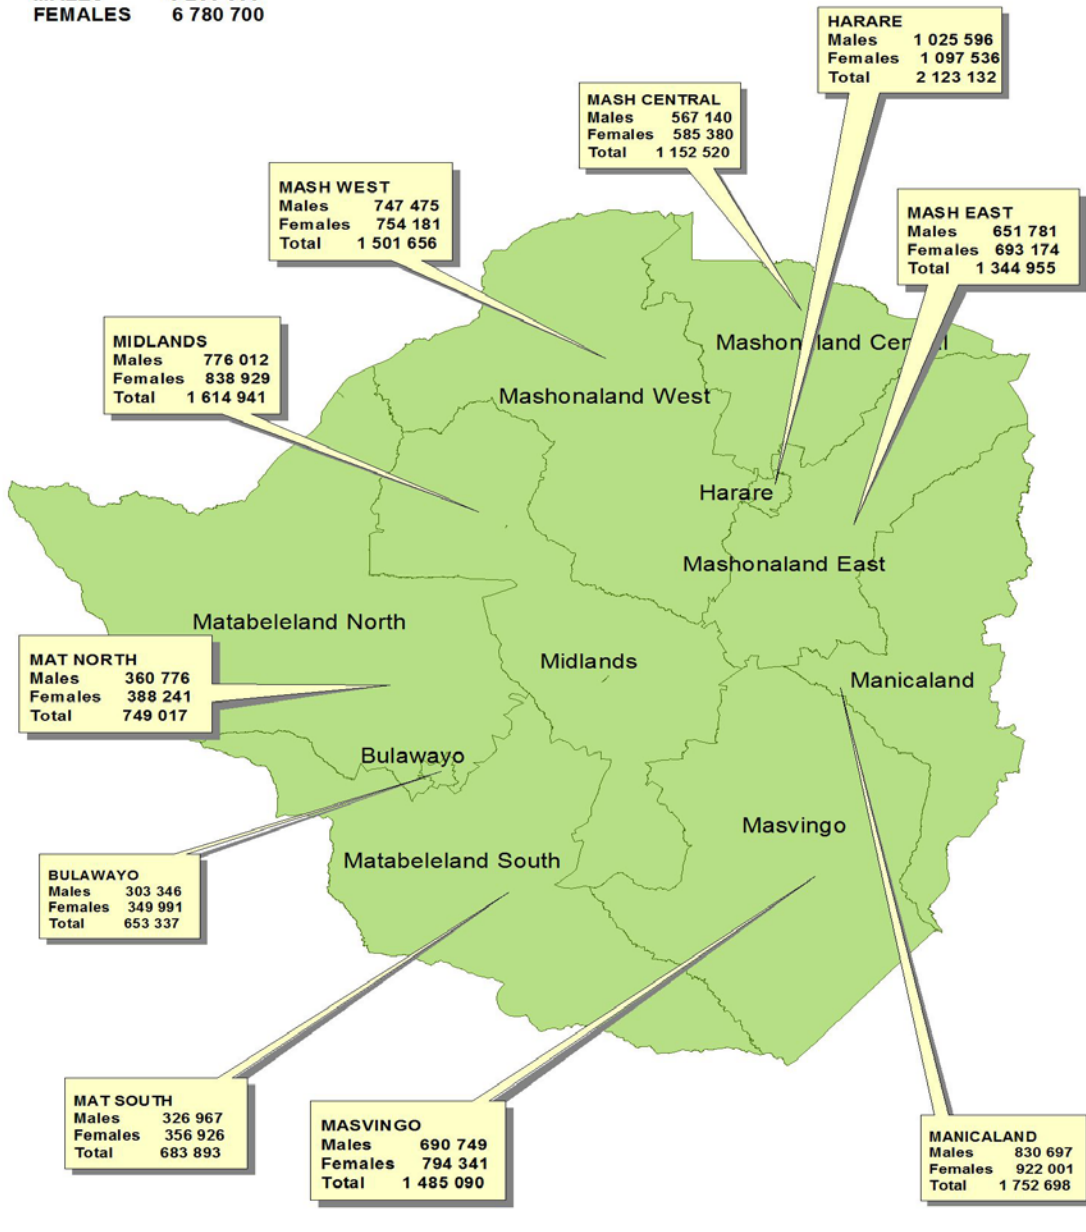 FEMALES 6 780 700
HARARE
Males 1 025 596
Females 1 097 536
Total 2 123 132
MASH CENTRAL
Males 567 140
Females 585 380
Total 1 152 520
MASH WEST
Males 747 475
Females 754 181
Total 1 501 656
MASH EAST
Males 651 781
Females 693 174
Total 1 344 955
MIDLANDS
Males 776 012
Females 838 929
Total 1 614 941
Mashonaland Central
Mashonaland West
Harare
Mashonaland East
Matabeleland North
MAT NORTH
Males 360 776
Females 388 241
Total 749 017
Midlands
Manicaland
Bulawayo
Masvingo
Matabeleland South
BULAWAYO
Males 303 346
Females 349 991
Total 653 337
MAT SOUTH
Males 326 967
Females 356 926
Total 683 893
MASVINGO
Males 690 749
Females 794 341
Total 1 485 090
MANICALAND
Males 830 697
Females 922 001
Total 1 752 698